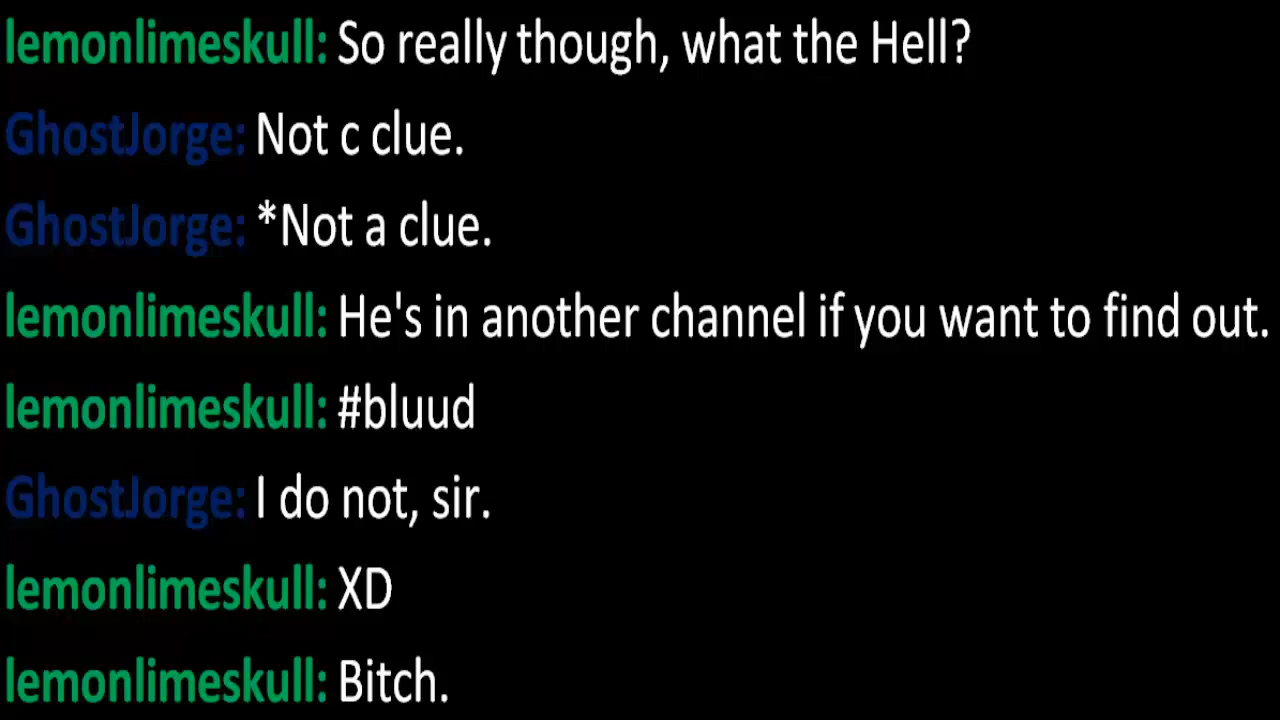 lemonlimeskull: So really though, what the Hell?
GhostJorge: Not c clue.
GhostJorge: *Not a clue.
lemonlimeskull: He's in another channel if you want to find out.
lemonlimeskull: #bluud
GhostJorge: I do not, sir.
lemonlimeskull: XD
lemonlimeskull: Bitch.